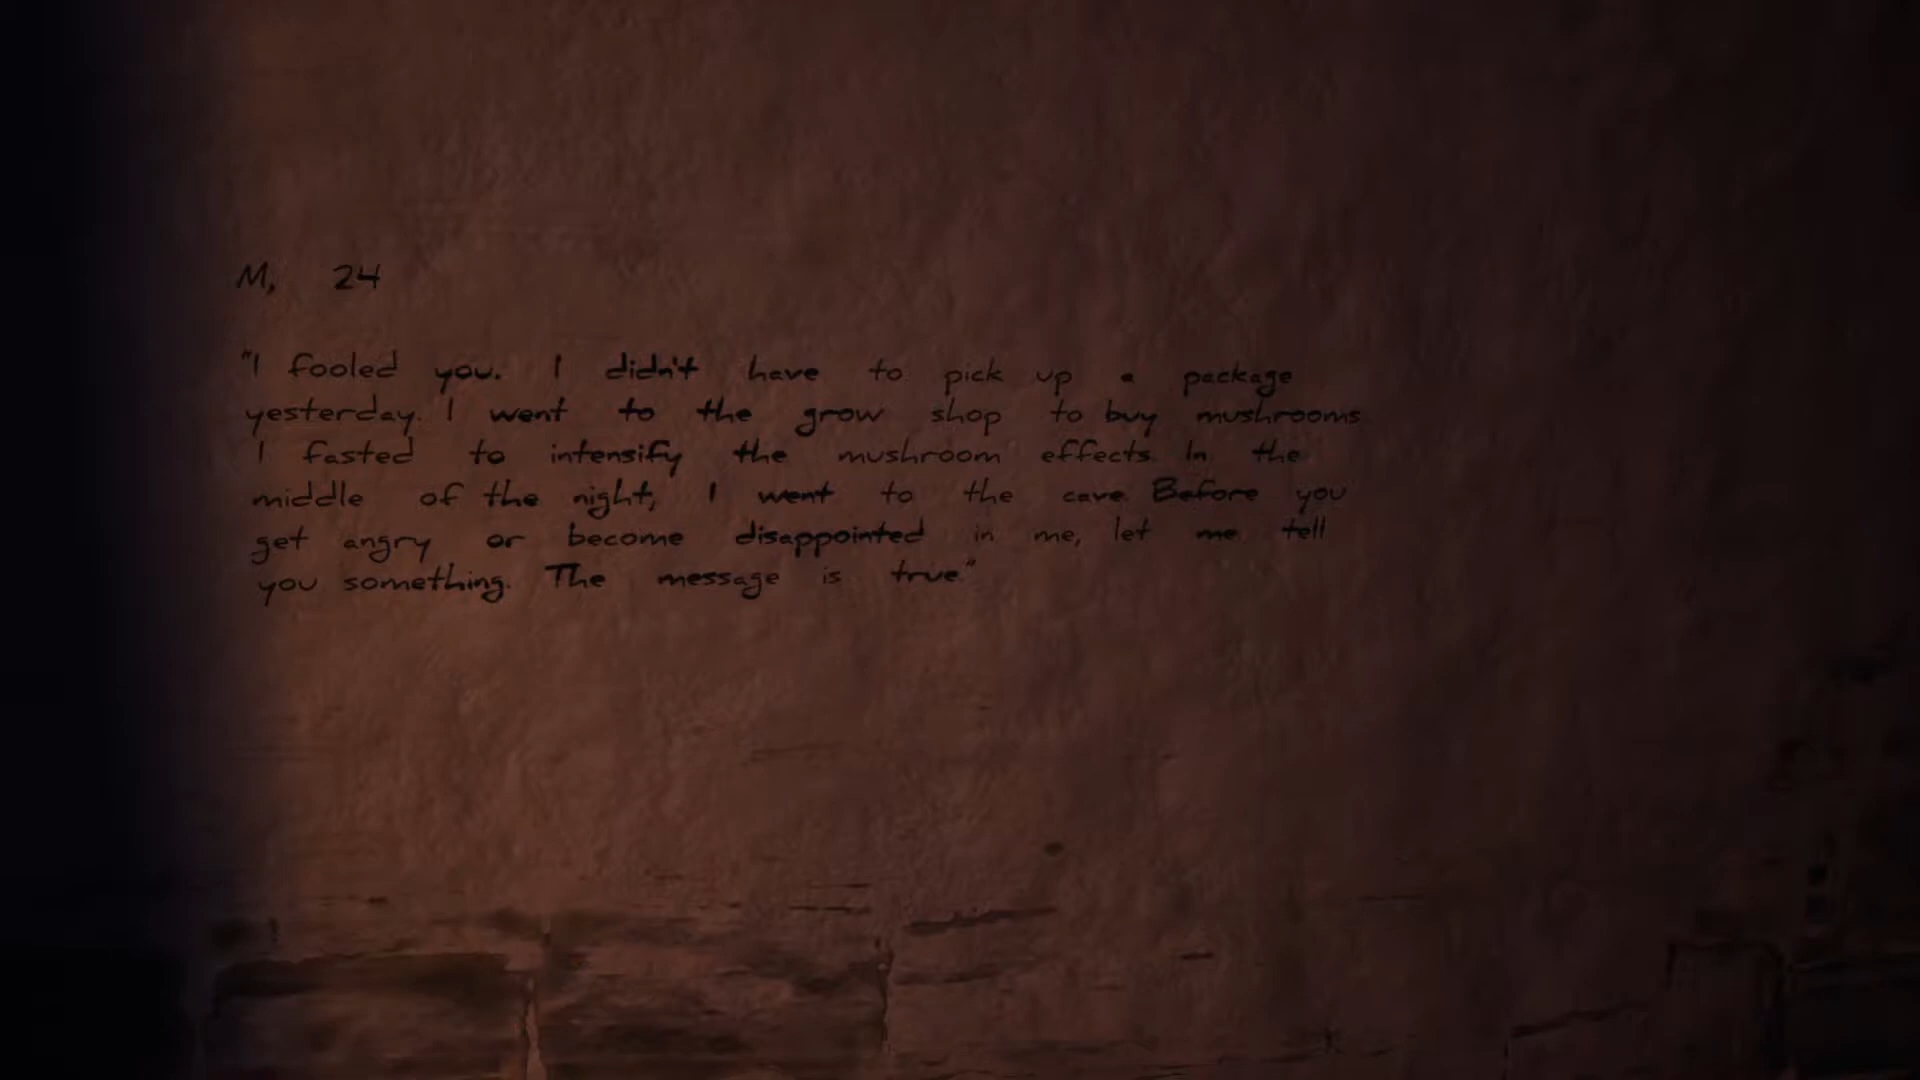 M, 24
"I fooled you. I didn't have to pick up a package
yesterday. I went to the grow shop to buy mushrooms.
I fasted to intensify the mushroom effects. In the
middle of the night, I went to the cave. Before you
get angry or become disappointed in me, let me tell
you something. The message is true."